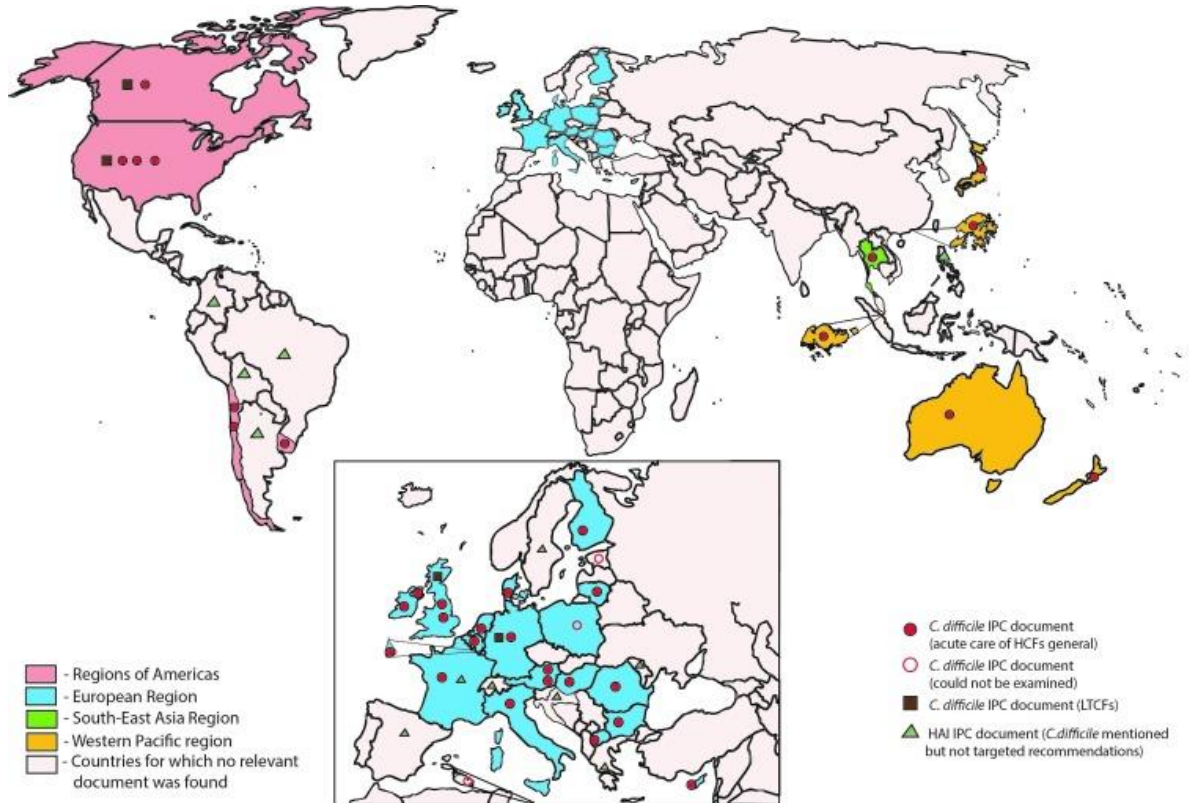 - Regions of Americas
- European Region
- South-East Asia Region
- Western Pacific region
- Countries for which no relevant
document was found
C. difficile IPC document
(acute care of HCFs general)
C. difficile IPC document
(could not be examined)
C. difficile IPC document (LTCFs)
HAI IPC document (C.difficile mentioned
but not targeted recommendations)